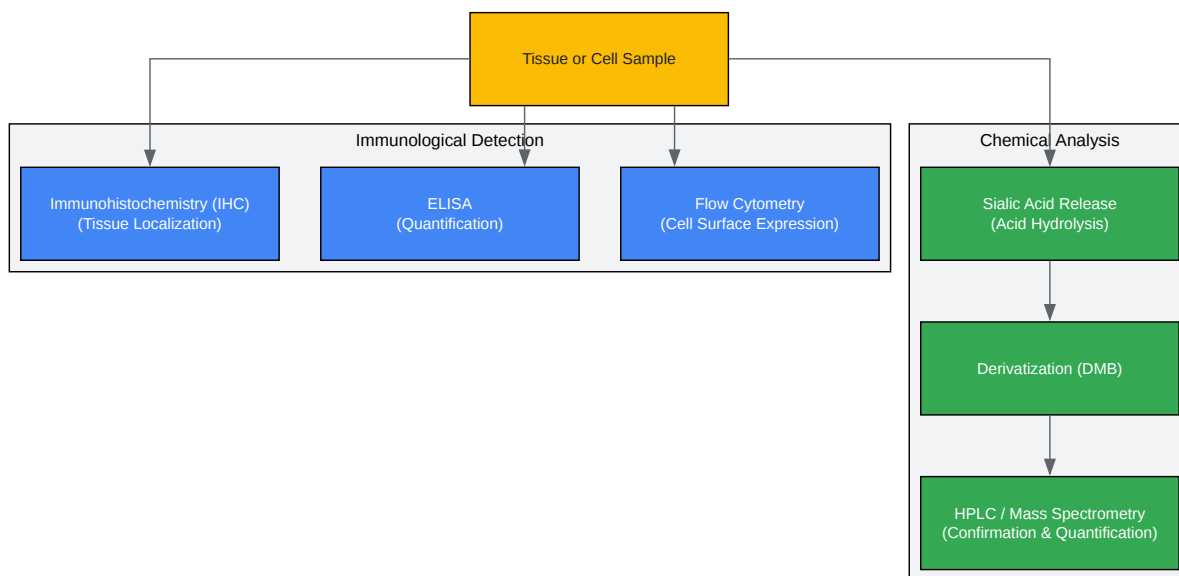 Tissue or Cell Sample
Immunological Detection
Chemical Analysis
Immunohistochemistry (IHC)
(Tissue Localization)
ELISA
(Quantification)
Flow Cytometry
(Cell Surface Expression)
Sialic Acid Release
(Acid Hydrolysis)
Derivatization (DMB)
HPLC / Mass Spectrometry
(Confirmation & Quantification)